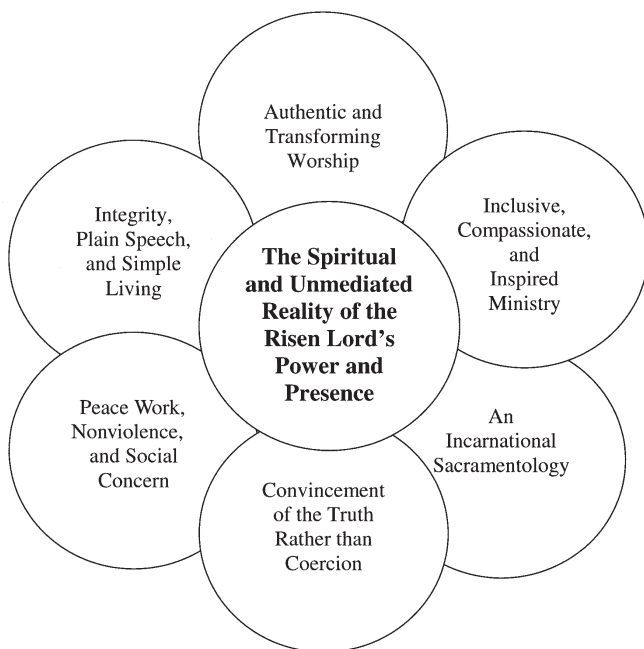 Authentic and
Transforming
Worship
Inclusive,
Compassionate,
and
Inspired
Ministry
An
Incarnational
Sacramentology
Convincement
of the Truth
Rather than
Coercion
Peace Work,
Nonviolence,
and Social
Concern
Integrity,
Plain Speech,
and Simple
Living
The Spiritual
and Unmediated
Reality of the
Risen Lord’s
Power and
Presence